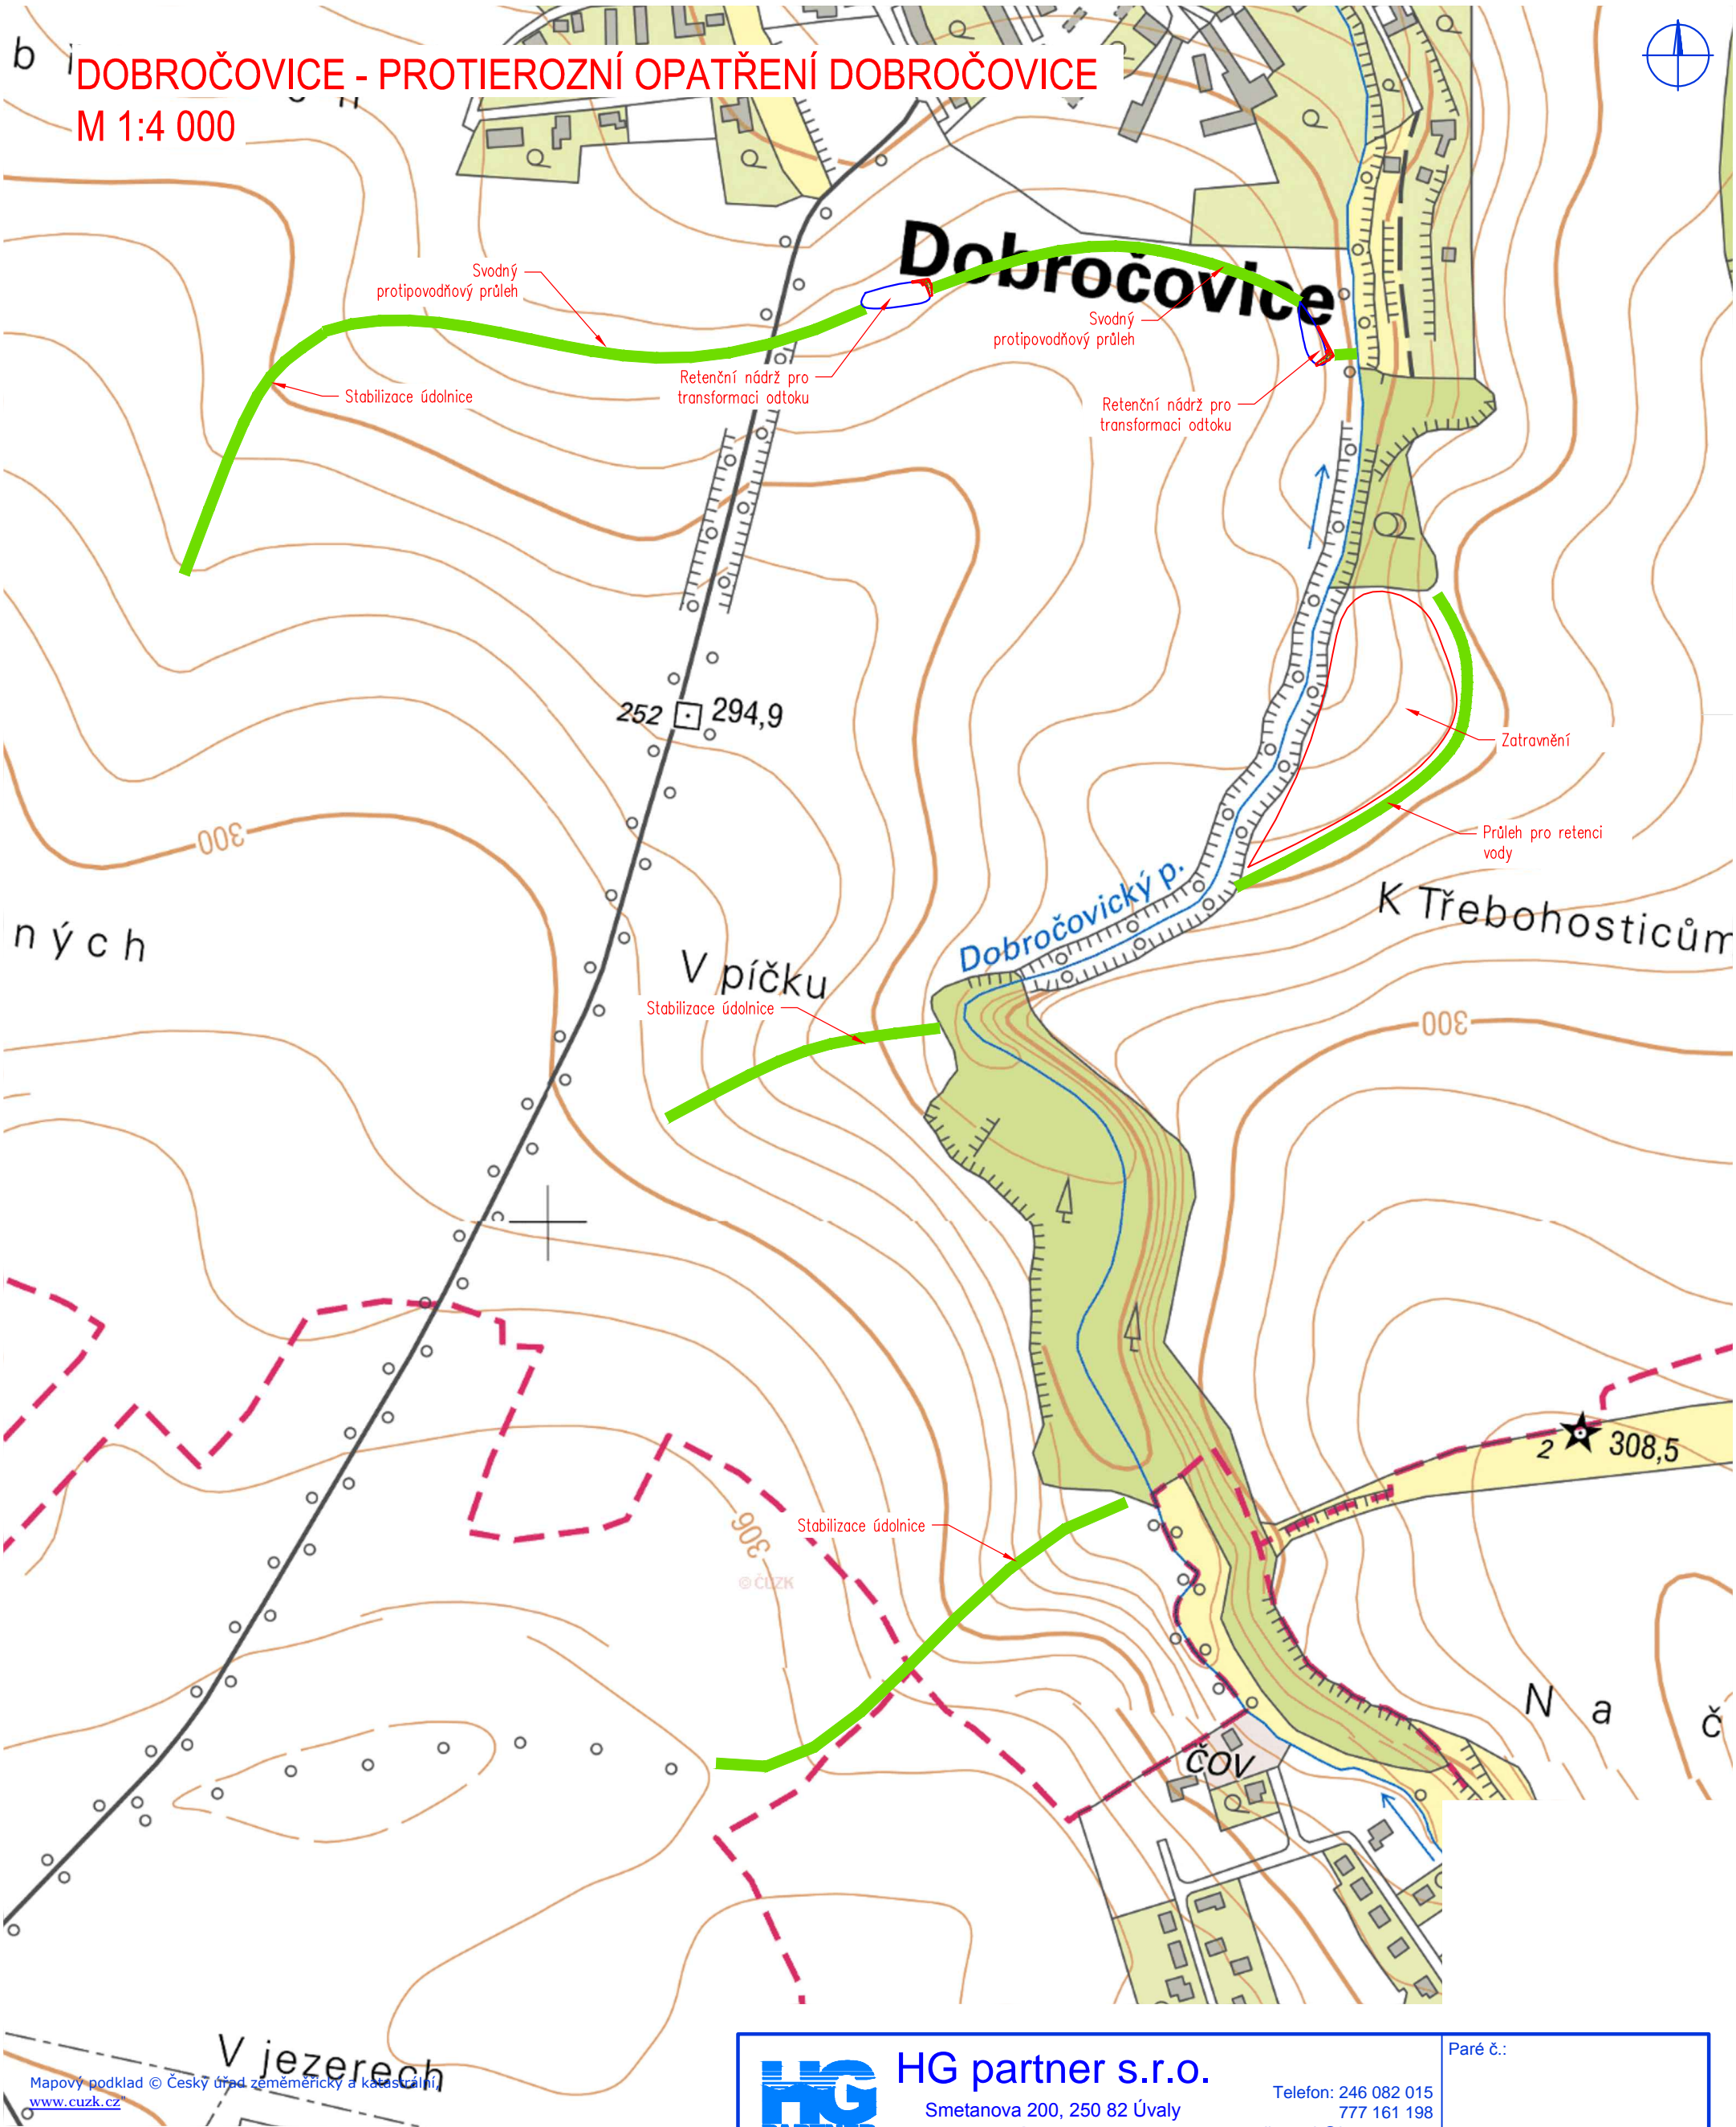 DOBROČOVICE - PROTIEROZNÍ OPATŘENÍ DOBROČOVICE
M 1:4 000
Dobročovice
Svodný
protipovodňový průleh
Svodný
protipovodňový průleh
Retenční nádrž pro
transformaci odtoku
Stabilizace údolnice
Retenční nádrž pro
transformaci odtoku
252
294,9
Zatravnění
300
Průleh pro retenci
vody
Dobročovický p.
K Třebohosticům
ných
V píčku
Stabilizace údolnice
300
2
308,5
306
Stabilizace údolnice
© ČÚZK
N a č
ČOV
V jezerech
Mapový podklad © Český úřad zeměměřický a katastrální,
www.cuzk.cz
HG
HG partner s.r.o.
Smetanova 200, 250 82 Úvaly
Telefon: 246 082 015
777 161 198
Paré č.: